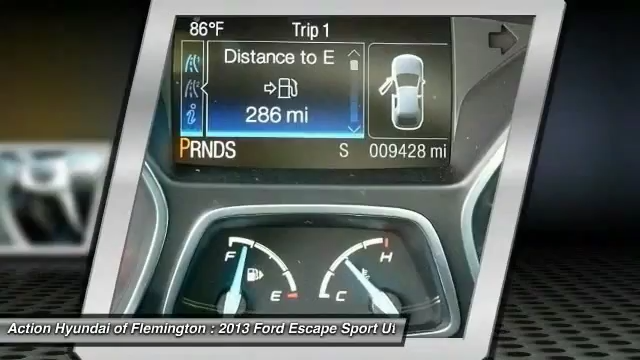 86°F Trip 1
Distance to E
286 mi
PRNDS S 009428 mi
F E C H
Action Hyundai of Flemington : 2013 Ford Escape Sport Ut